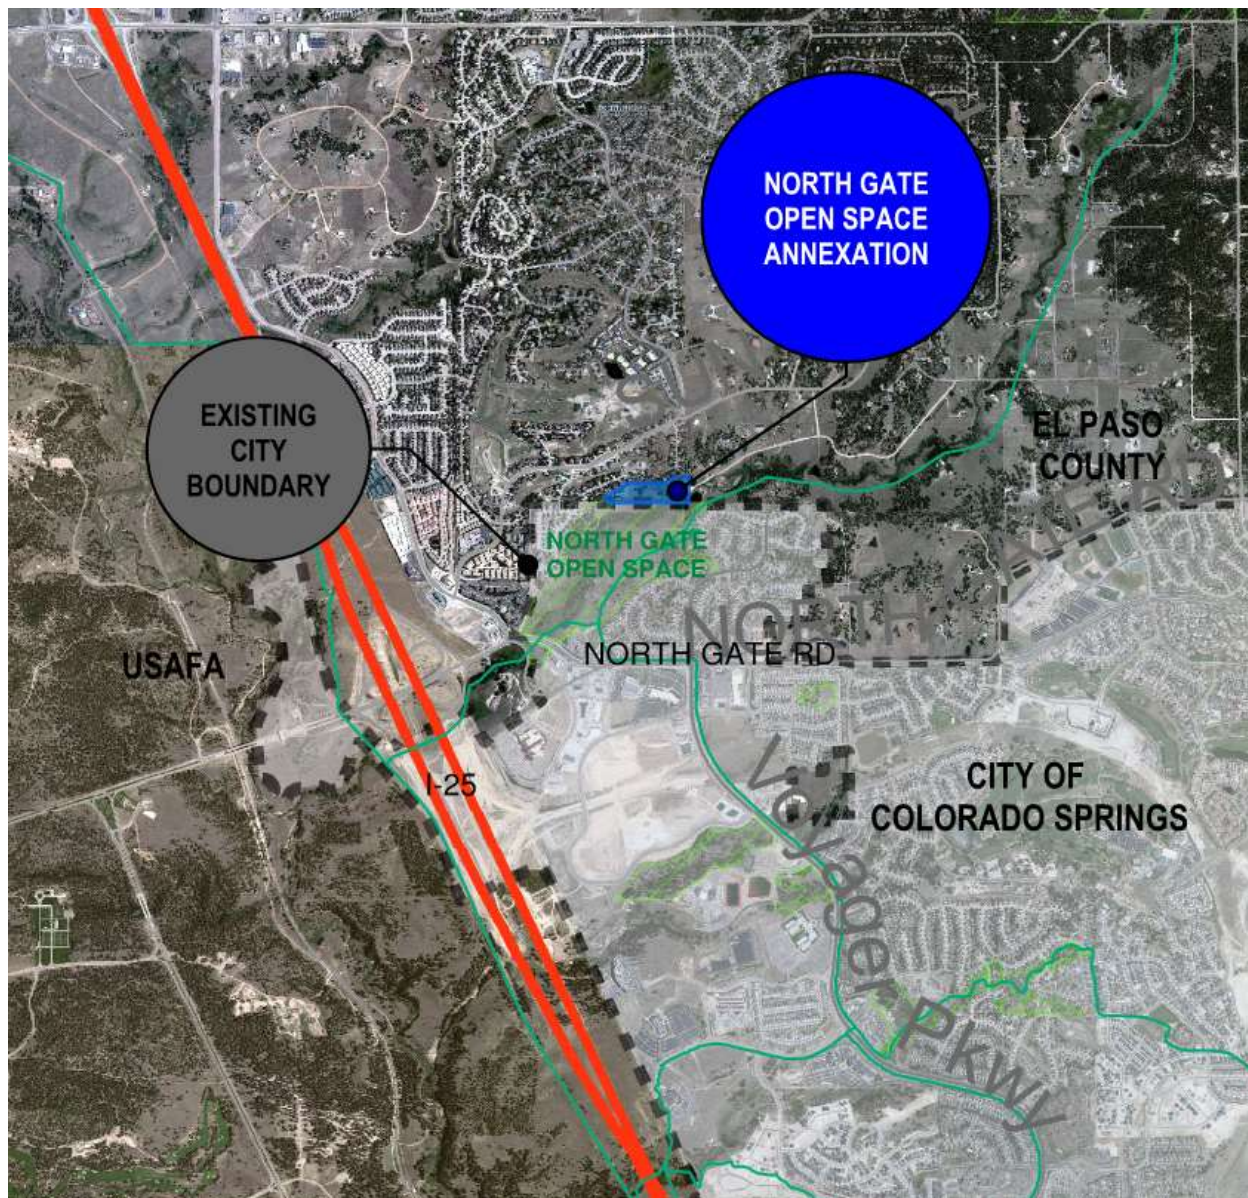 NORTH GATE
OPEN SPACE
ANNEXATION
EXISTING
CITY
BOUNDARY
EL PASO
COUNTY
NORTH GATE
OPEN SPACE
NORTH
NORTH GATE RD
USAFA
I-25
CITY OF
COLORADO SPRINGS
Voyager Pkwy